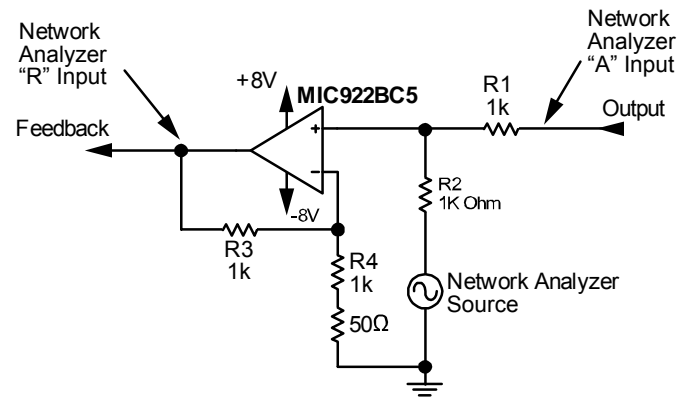 Network
Analyzer
“R” Input
Network
Analyzer
“A” Input
+8V
MIC922BC5
R1
1k
Output
Feedback
+
R2
1K Ohm
-8V
R3
1k
R4
1k
Network Analyzer
Source
50Ω